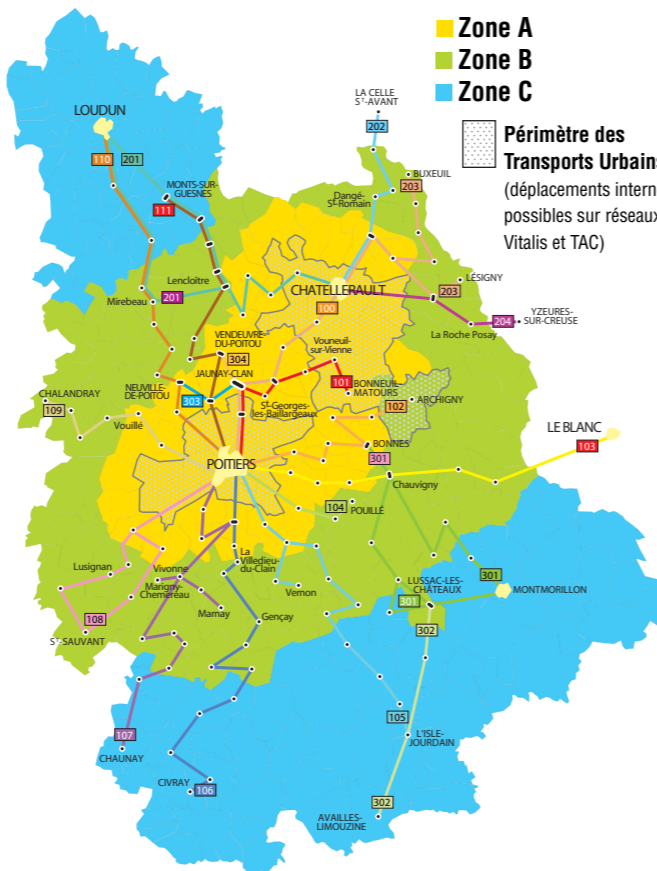 Zone A
Zone B
Zone C
Périmètre des
Transports Urbains
(déplacements intern
possibles sur réseaux
Vitalis et TAC)
LA CELLE
ST-AVANT
202
LOUDUN
110
201
MONTS-SUR-
GUESNES
111
BUXEUIL
203
Dangé-
St-Romain
Lencloître
Mirebeau
201
CHATELLERAULT
100
LÉSIGNY
203
204
YZEURES-
SUR-CREUSE
La Roche Posay
VENDEUVRE-
DU-POITOU
304
Vouneuil-
sur-Vienne
JAUNAY-CLAN
101
BONNEUIL-
MATOURS
NEUVILLE-
DE-POITOU
303
St-Georges-
les-Baillargeaux
102
ARCHIGNY
CHALANDRAY
109
Vouillé
LE BLANC
103
BONNES
301
POITIERS
Chauvigny
104
POUILLÉ
La
Villedieu-
du-Clain
Lusignan
Vivonne
Marigny-
Chemereau
Marnay
Vernon
Gençay
108
ST-SAUVANT
LUSSAC-LES-
CHÂTEAUX
301
301
MONTMORILLON
302
105
L'ISLE-
JOURDAIN
107
CHAUNAY
CIVRAY
106
302
AVAILLES-
LIMOUZINE